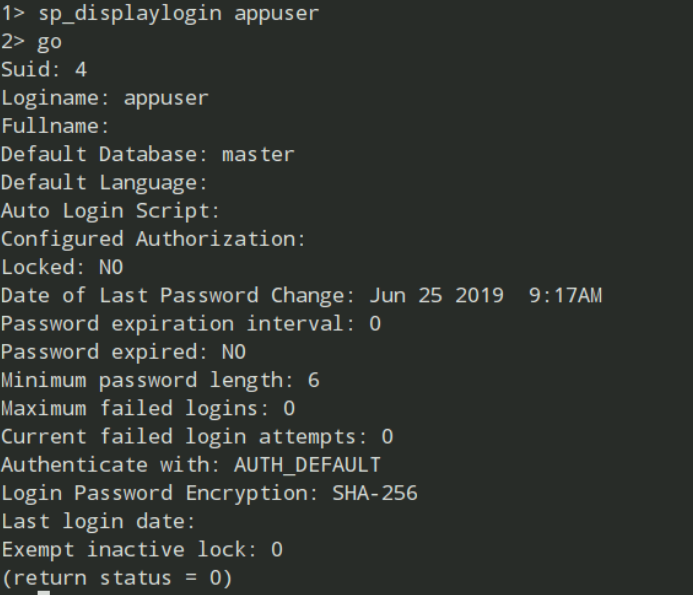 1> sp_displaylogin appuser
2> go
Suid: 4
Loginame: appuser
Fullname:
Default Database: master
Default Language:
Auto Login Script:
Configured Authorization:
Locked: NO
Date of Last Password Change: Jun 25 2019  9:17AM
Password expiration interval: 0
Password expired: NO
Minimum password length: 6
Maximum failed logins: 0
Current failed login attempts: 0
Authenticate with: AUTH_DEFAULT
Login Password Encryption: SHA-256
Last login date:
Exempt inactive lock: 0
(return status = 0)